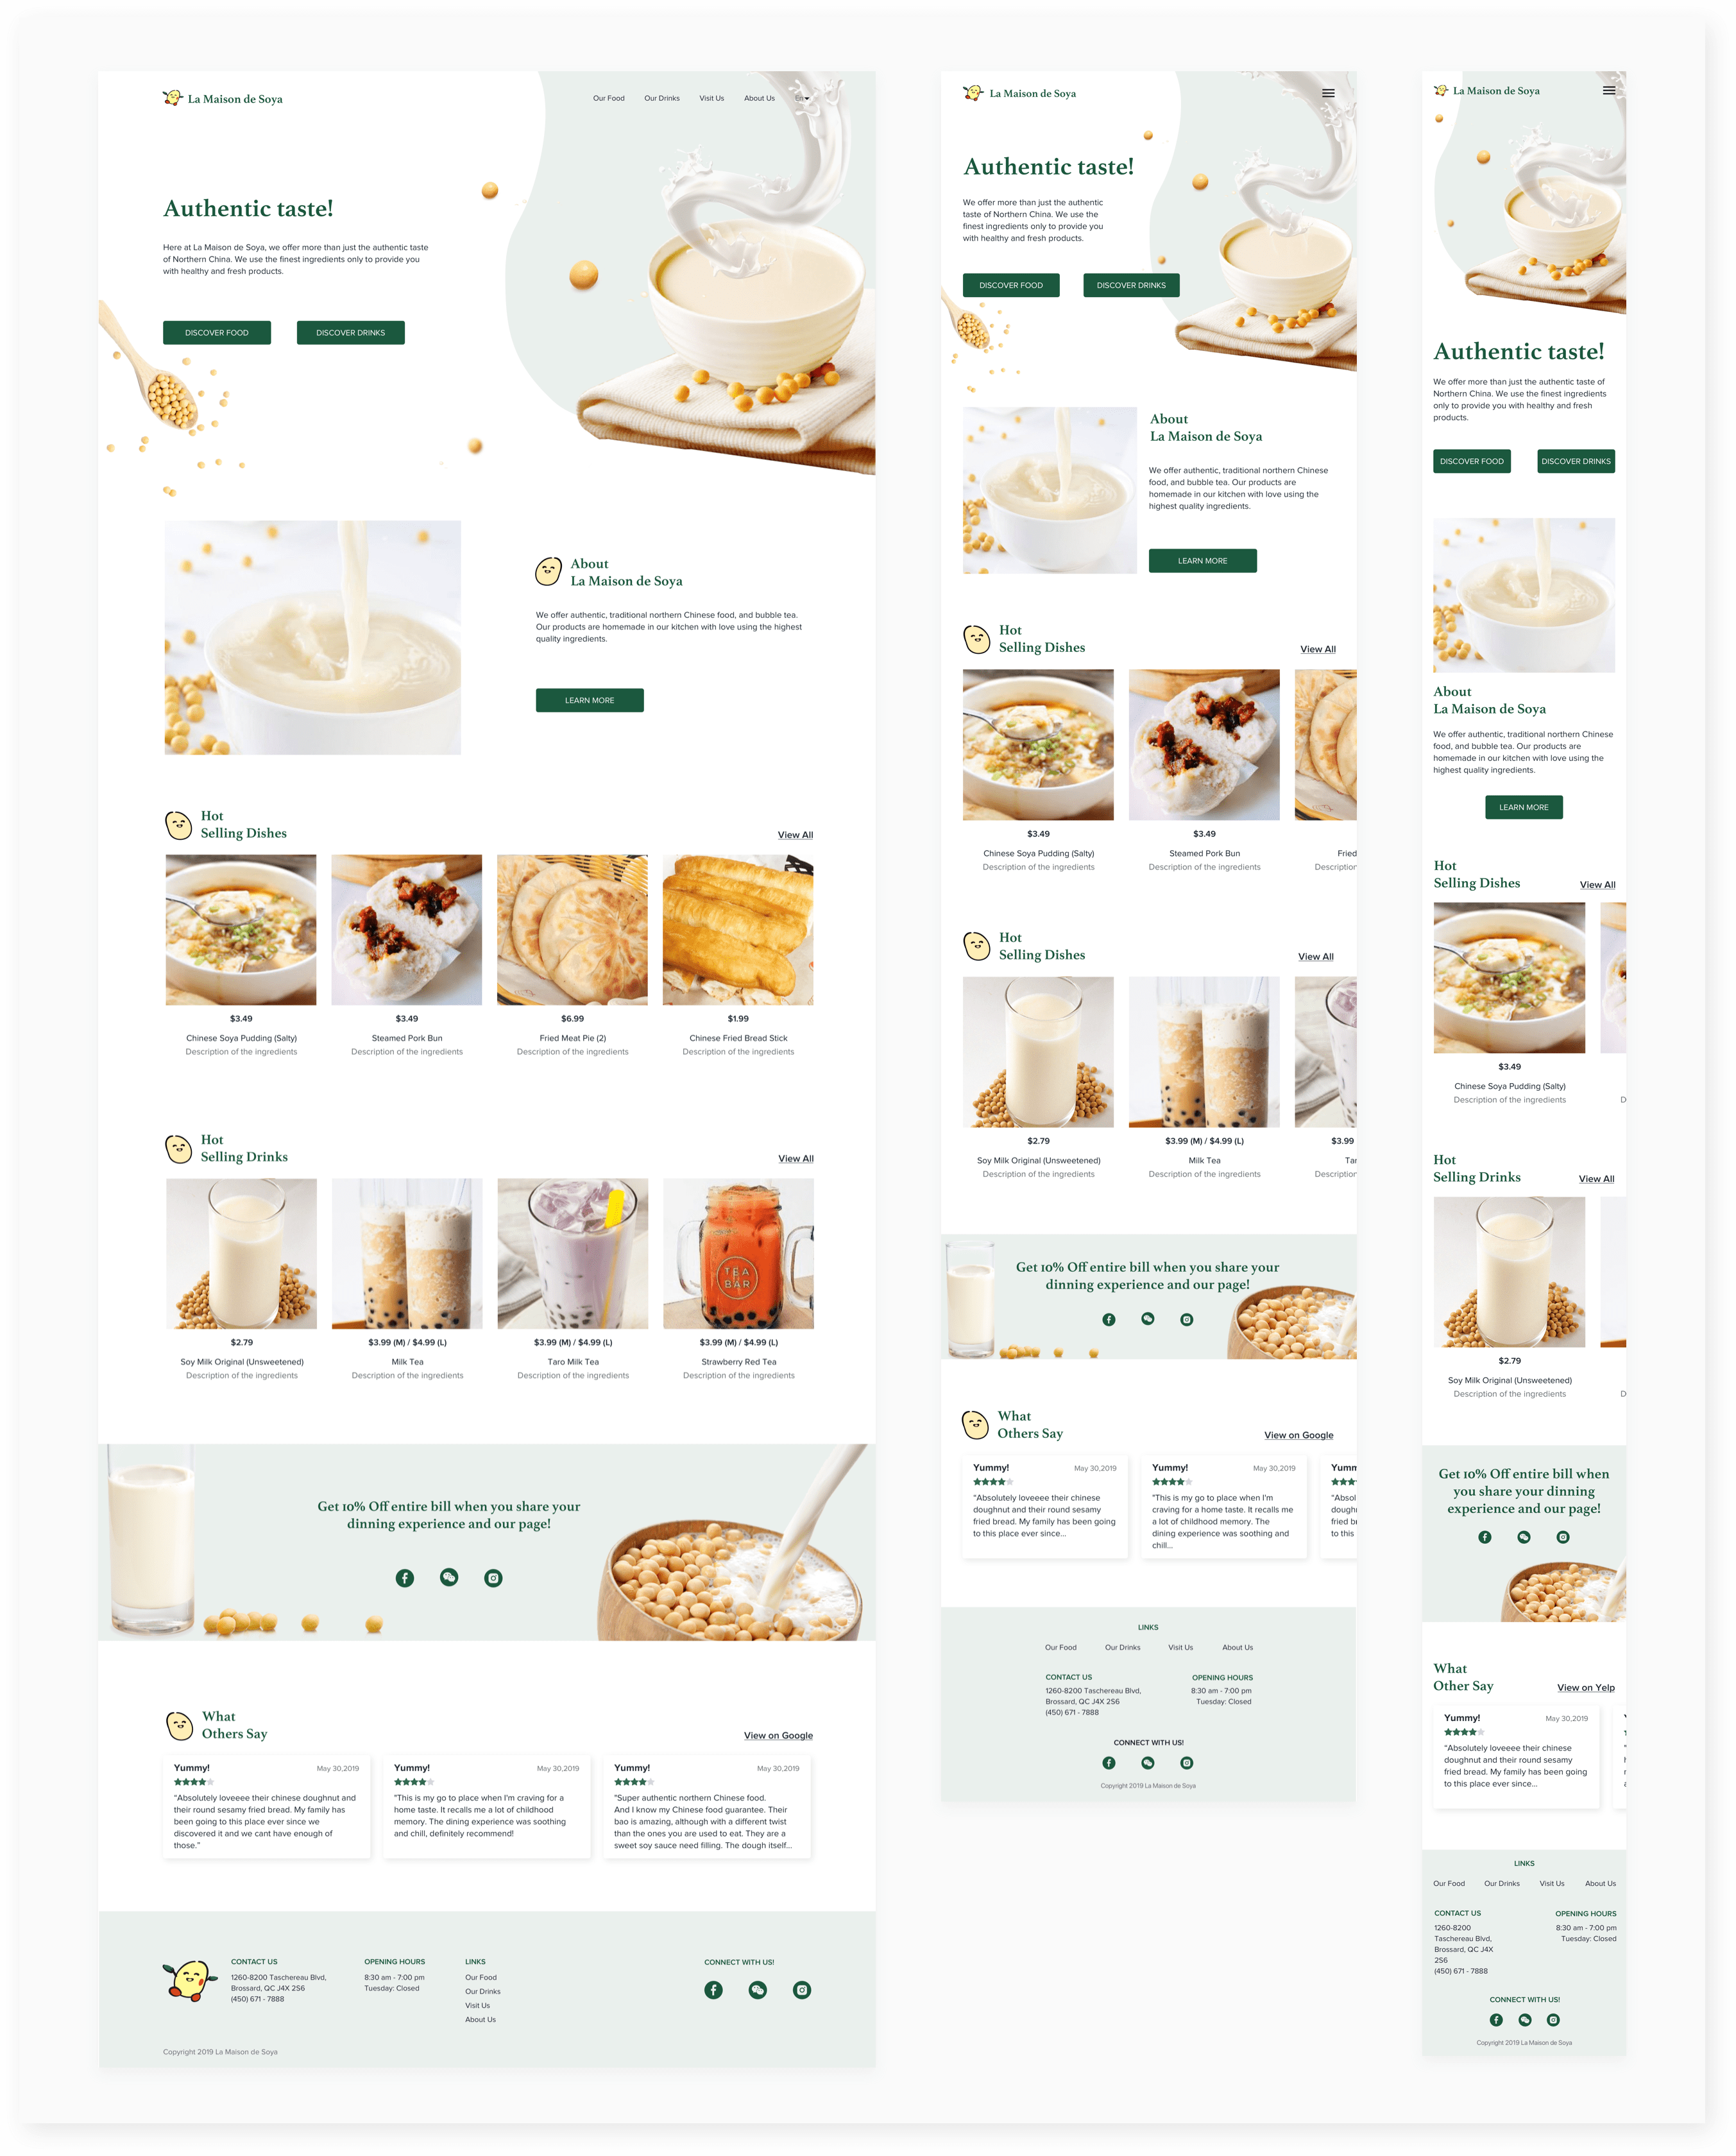 La Maison de Soya
Our Food
Our Drinks
Visit Us
About Us
En
Authentic taste!
Here at La Maison de Soya, we offer more than just the authentic taste
of Northern China. We use the finest ingredients only to provide you
with healthy and fresh products.
DISCOVER FOOD
DISCOVER DRINKS
About
La Maison de Soya
We offer authentic, traditional northern Chinese food, and bubble tea.
Our products are homemade in our kitchen with love using the highest
quality ingredients.
LEARN MORE
Hot
Selling Dishes
View All
$3.49
Chinese Soya Pudding (Salty)
Description of the ingredients
$3.49
Steamed Pork Bun
Description of the ingredients
$6.99
Fried Meat Pie (2)
Description of the ingredients
$1.99
Chinese Fried Bread Stick
Description of the ingredients
Hot
Selling Drinks
View All
TEA
BAR
$2.79
Soy Milk Original (Unsweetened)
Description of the ingredients
$3.99 (M) / $4.99 (L)
Milk Tea
Description of the ingredients
$3.99 (M) / $4.99 (L)
Taro Milk Tea
Description of the ingredients
$3.99 (M) / $4.99 (L)
Strawberry Red Tea
Description of the ingredients
Get 10% Off entire bill when you share your
dinning experience and our page!
What
Others Say
View on Google
Yummy!
May 30,2019
“Absolutely loveeee their chinese doughnut and
their round sesamy fried bread. My family has
been going to this place ever since we
discovered it and we cant have enough of
those.”
Yummy!
May 30,2019
"This is my go to place when I'm craving for a
home taste. It recalls me a lot of childhood
memory. The dining experience was soothing
and chill, definitely recommend!
Yummy!
May 30,2019
"Super authentic northern Chinese food.
And I know my Chinese food guarantee. Their
bao is amazing, although with a different twist
than the ones you are used to eat. They are a
sweet soy sauce need filling. The dough itself...
CONTACT US
1260-8200 Taschereau Blvd,
Brossard, QC J4X 2S6
(450) 671 - 7888
OPENING HOURS
8:30 am - 7:00 pm
Tuesday: Closed
LINKS
Our Food
Our Drinks
Visit Us
About Us
CONNECT WITH US!
Copyright 2019 La Maison de Soya
La Maison de Soya
Authentic taste!
We offer more than just the authentic
taste of Northern China. We use the
finest ingredients only to provide you
with healthy and fresh products.
DISCOVER FOOD
DISCOVER DRINKS
About
La Maison de Soya
We offer authentic, traditional northern Chinese
food, and bubble tea. Our products are
homemade in our kitchen with love using the
highest quality ingredients.
LEARN MORE
Hot
Selling Dishes
View All
$3.49
Chinese Soya Pudding (Salty)
Description of the ingredients
$3.49
Steamed Pork Bun
Description of the ingredients
Fried
Description
Hot
Selling Dishes
View All
$2.79
Soy Milk Original (Unsweetened)
Description of the ingredients
$3.99 (M) / $4.99 (L)
Milk Tea
Description of the ingredients
$3.99
Tar
Description
Get 10% Off entire bill when you share your
dinning experience and our page!
What
Others Say
View on Google
Yummy!
May 30,2019
“Absolutely loveeee their chinese
doughnut and their round sesamy
fried bread. My family has been going
to this place ever since...
Yummy!
May 30,2019
"This is my go to place when I'm
craving for a home taste. It recalls me
a lot of childhood memory. The
dining experience was soothing and
chill...
Yumm
“Absol
dough
fried b
to this
LINKS
Our Food
Our Drinks
Visit Us
About Us
CONTACT US
1260-8200 Taschereau Blvd,
Brossard, QC J4X 2S6
(450) 671 - 7888
OPENING HOURS
8:30 am - 7:00 pm
Tuesday: Closed
CONNECT WITH US!
Copyright 2019 La Maison de Soya
La Maison de Soya
Authentic taste!
We offer more than just the authentic taste of
Northern China. We use the finest ingredients
only to provide you with healthy and fresh
products.
DISCOVER FOOD
DISCOVER DRINKS
About
La Maison de Soya
We offer authentic, traditional northern Chinese
food, and bubble tea. Our products are
homemade in our kitchen with love using the
highest quality ingredients.
LEARN MORE
Hot
Selling Dishes
View All
$3.49
Chinese Soya Pudding (Salty)
Description of the ingredients
D
Hot
Selling Drinks
View All
$2.79
Soy Milk Original (Unsweetened)
Description of the ingredients
D
Get 10% Off entire bill when
you share your dinning
experience and our page!
What
Other Say
View on Yelp
Yummy!
May 30,2019
“Absolutely loveeee their chinese
doughnut and their round sesamy
fried bread. My family has been going
to this place ever since...
LINKS
Our Food
Our Drinks
Visit Us
About Us
CONTACT US
1260-8200
Taschereau Blvd,
Brossard, QC J4X
2S6
(450) 671 - 7888
OPENING HOURS
8:30 am - 7:00 pm
Tuesday: Closed
CONNECT WITH US!
Copyright 2019 La Maison de Soya